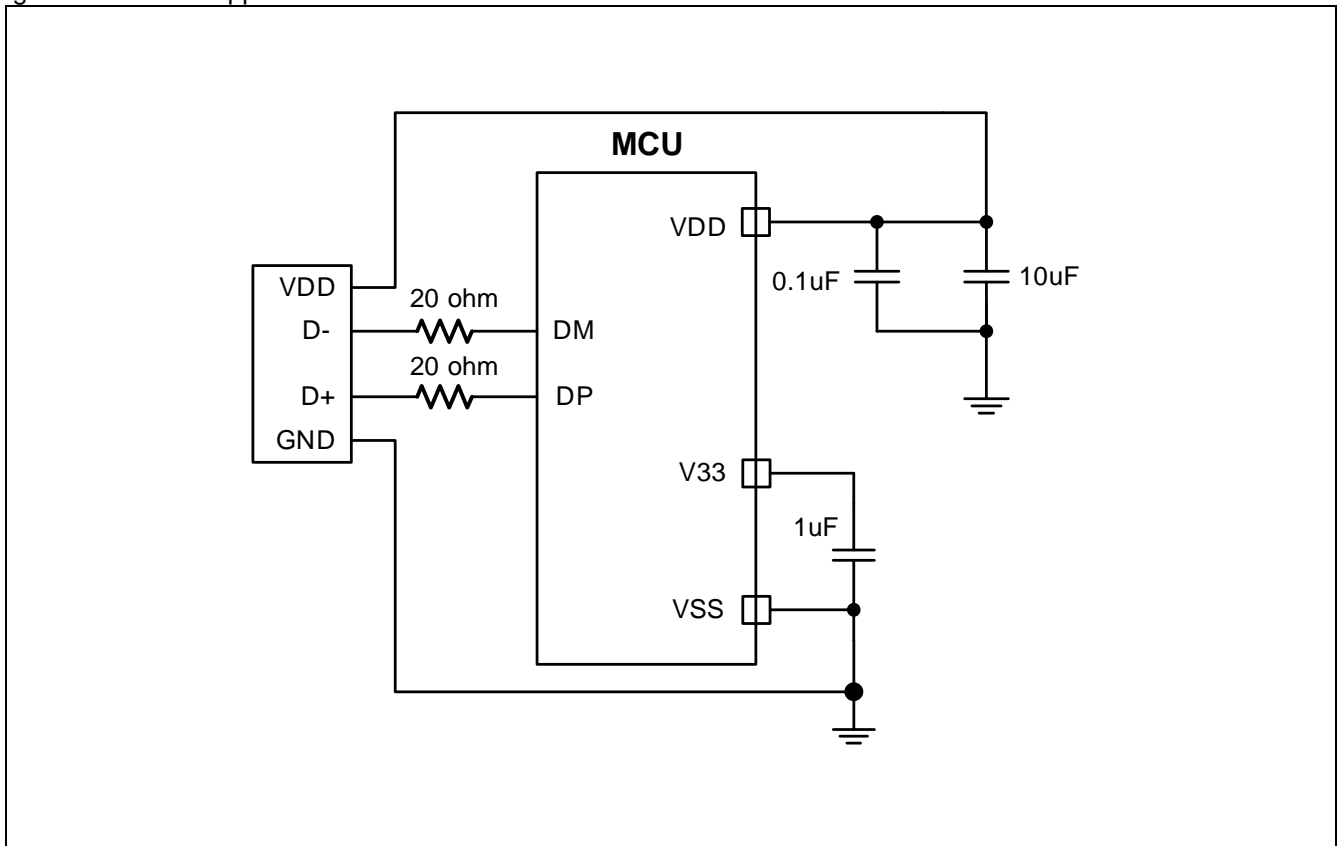 MCU
VDD
0.1uF
10uF
VDD
20 ohm
D-
DM
20 ohm
D+
DP
GND
V33
1uF
VSS